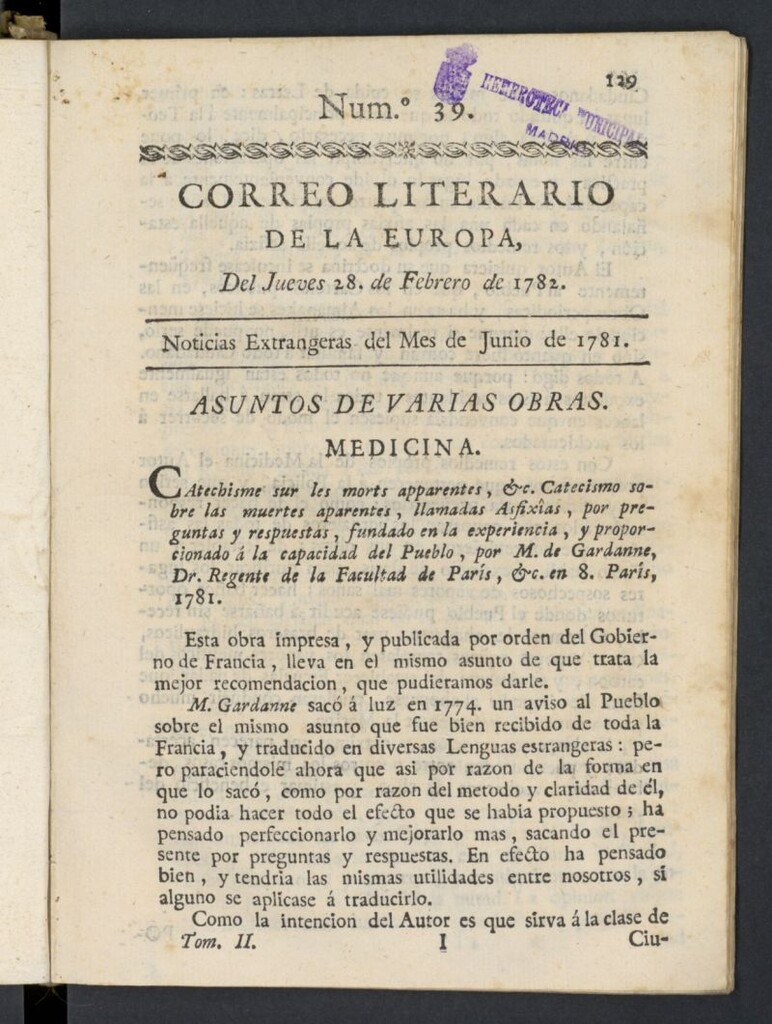 129
Num.º 39.
HEMEROTECA MUNICIPAL
MADRID
CORREO LITERARIO
DE LA EUROPA,
Del Jueves 28. de Febrero de 1782.
Noticias Extrangeras del Mes de Junio de 1781.
ASUNTOS DE VARIAS OBRAS.
MEDICINA.
CAtechisme sur les morts apparentes, &c. Catecismo so-
bre las muertes aparentes, llamadas Asfixîas, por pre-
guntas y respuestas, fundado en la experiencia, y propor-
cionado á la capacidad del Pueblo, por M. de Gardanne,
Dr. Regente de la Facultad de París, &c. en 8. París,
1781.
Esta obra impresa, y publicada por orden del Gobier-
no de Francia, lleva en el mismo asunto de que trata la
mejor recomendacion, que pudieramos darle.
M. Gardanne sacó á luz en 1774. un aviso al Pueblo
sobre el mismo asunto que fue bien recibido de toda la
Francia, y traducido en diversas Lenguas estrangeras: pe-
ro paraciendole ahora que asi por razon de la forma en
que lo sacó, como por razon del metodo y claridad de él,
no podia hacer todo el efecto que se habia propuesto; ha
pensado perfeccionarlo y mejorarlo mas, sacando el pre-
sente por preguntas y respuestas. En efecto ha pensado
bien, y tendria las mismas utilidades entre nosotros, si
alguno se aplicase á traducirlo.
Como la intencion del Autor es que sirva á la clase de
Tom. II. I Ciu-